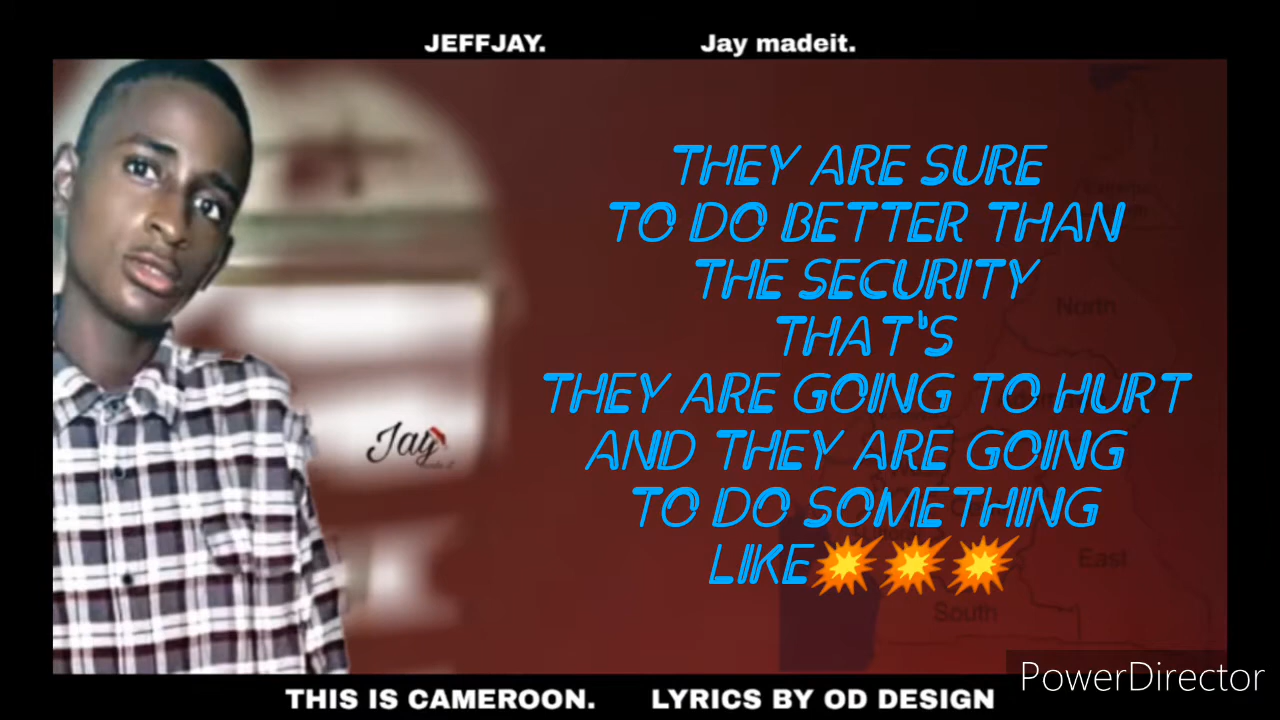 JEFFJAY. Jay madeit.
THEY ARE SURE
TO DO BETTER THAN
THE SECURITY
THAT'S
THEY ARE GOING TO HURT
AND THEY ARE GOING
TO DO SOMETHING
LIKE💥💥💥
North
East
South
Jay
PowerDirector
THIS IS CAMEROON. LYRICS BY OD DESIGN